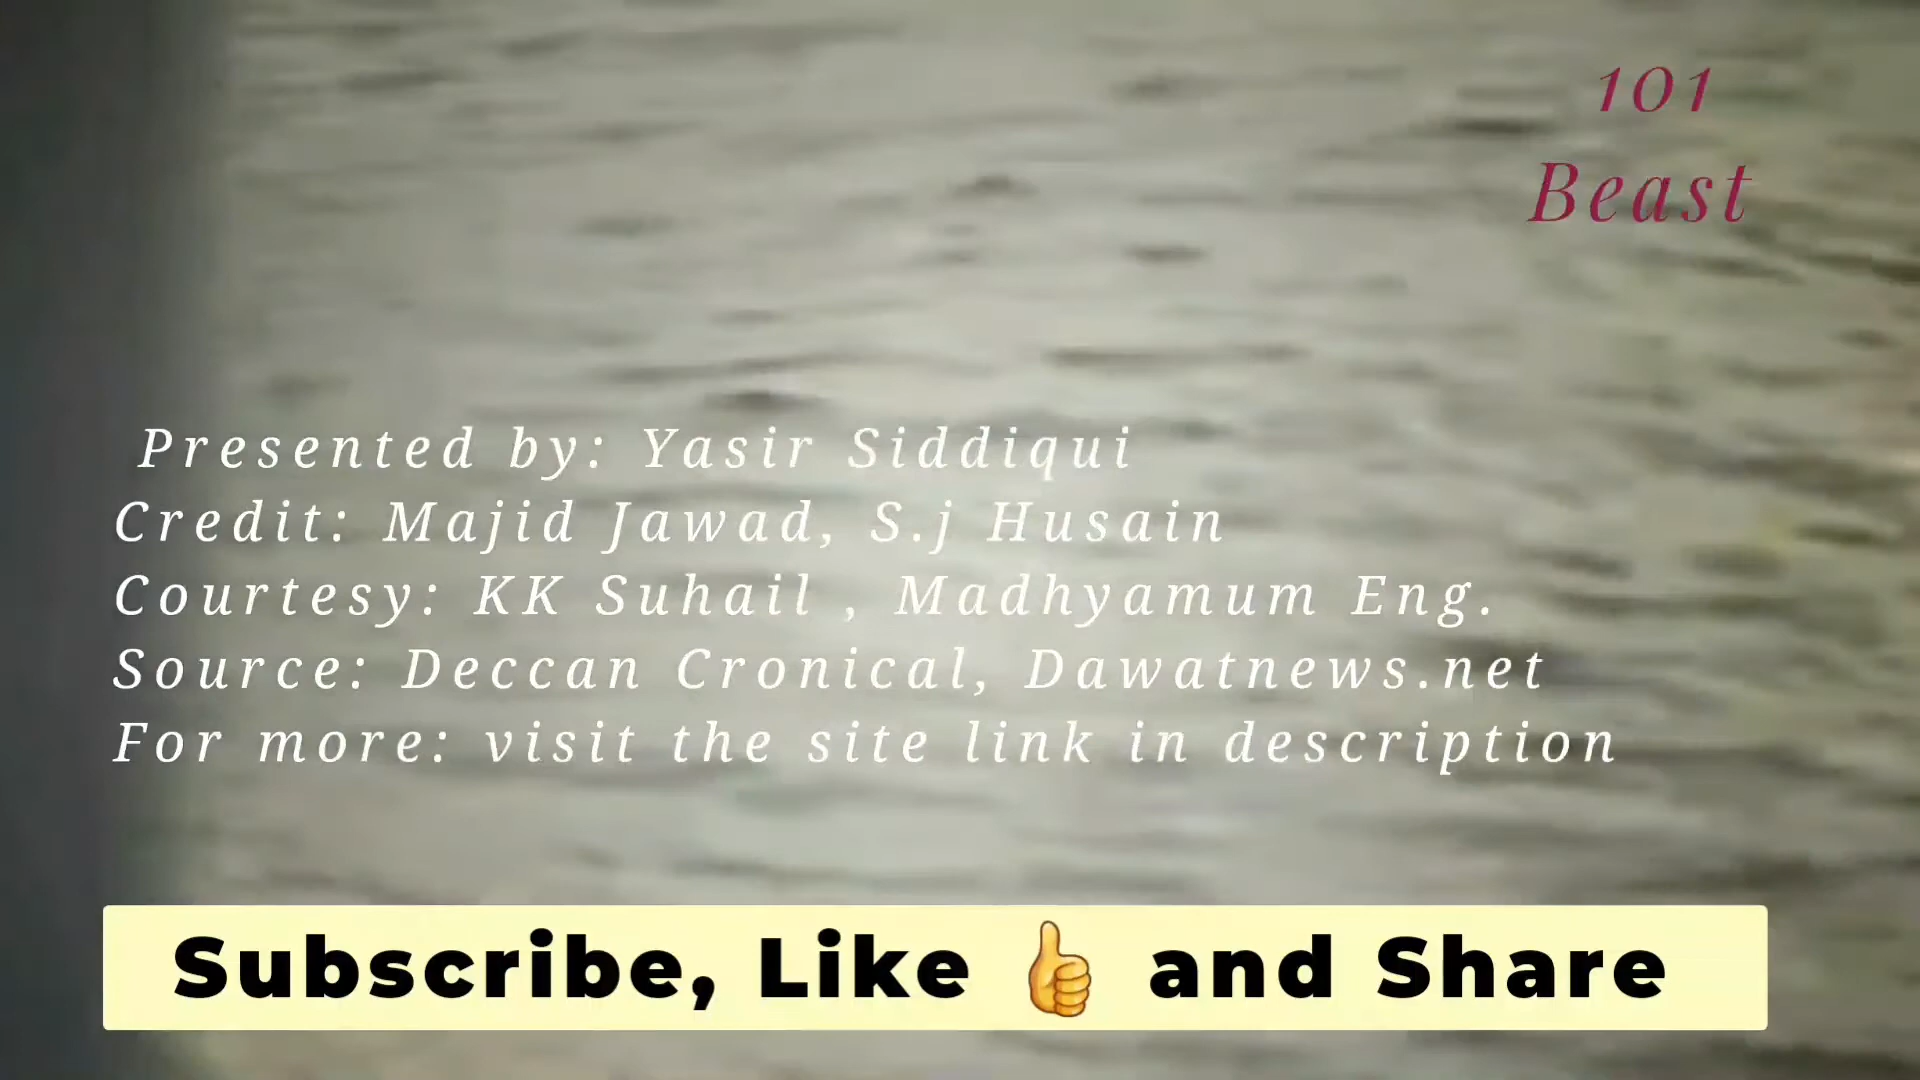 101
Beast
Presented by: Yasir Siddiqui
Credit: Majid Jawad, S.j Husain
Courtesy: KK Suhail , Madhyamum Eng.
Source: Deccan Cronical, Dawatnews.net
For more: visit the site link in description
Subscribe, Like 👍 and Share